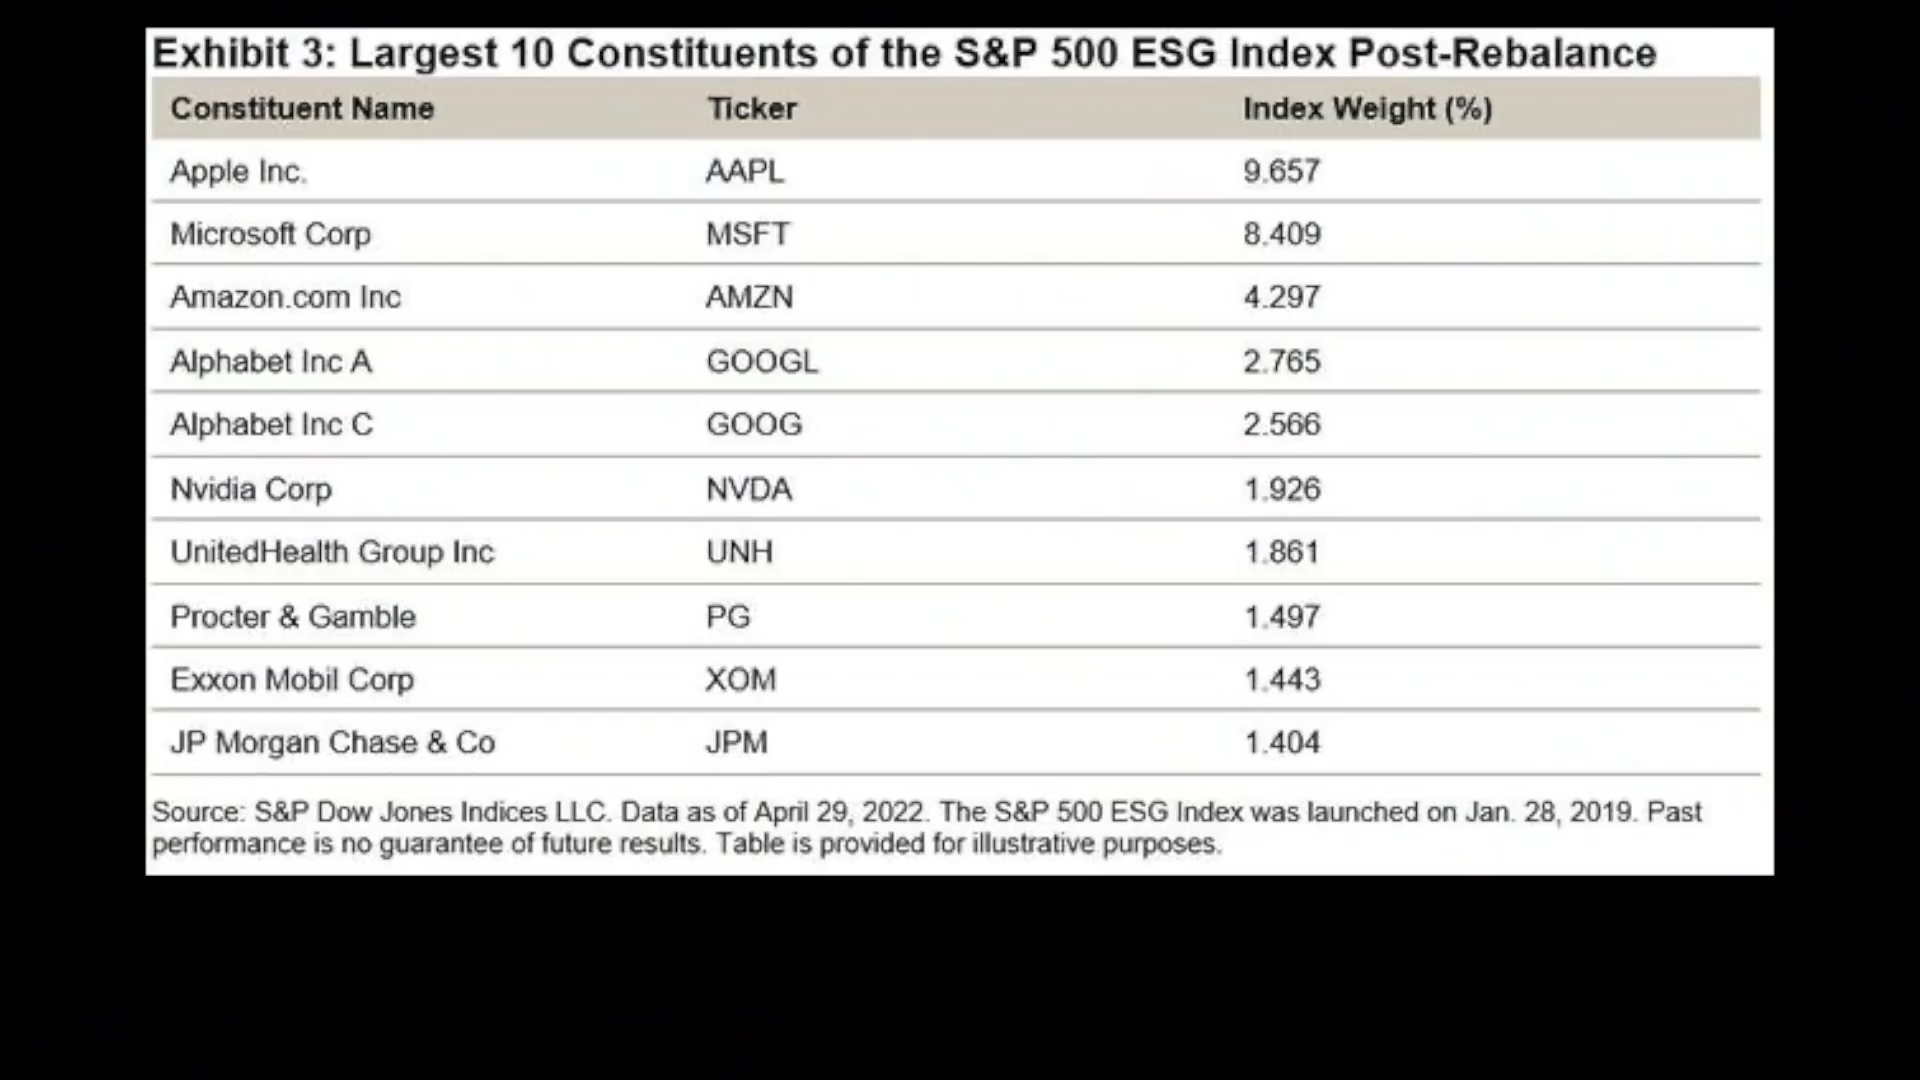 Exhibit 3: Largest 10 Constituents of the S&P 500 ESG Index Post-Rebalance
Constituent Name Ticker Index Weight (%)
Apple Inc. AAPL 9.657
Microsoft Corp MSFT 8.409
Amazon.com Inc AMZN 4.297
Alphabet Inc A GOOGL 2.765
Alphabet Inc C GOOG 2.566
Nvidia Corp NVDA 1.926
UnitedHealth Group Inc UNH 1.861
Procter & Gamble PG 1.497
Exxon Mobil Corp XOM 1.443
JP Morgan Chase & Co JPM 1.404
Source: S&P Dow Jones Indices LLC. Data as of April 29, 2022. The S&P 500 ESG Index was launched on Jan. 28, 2019. Past
performance is no guarantee of future results. Table is provided for illustrative purposes.